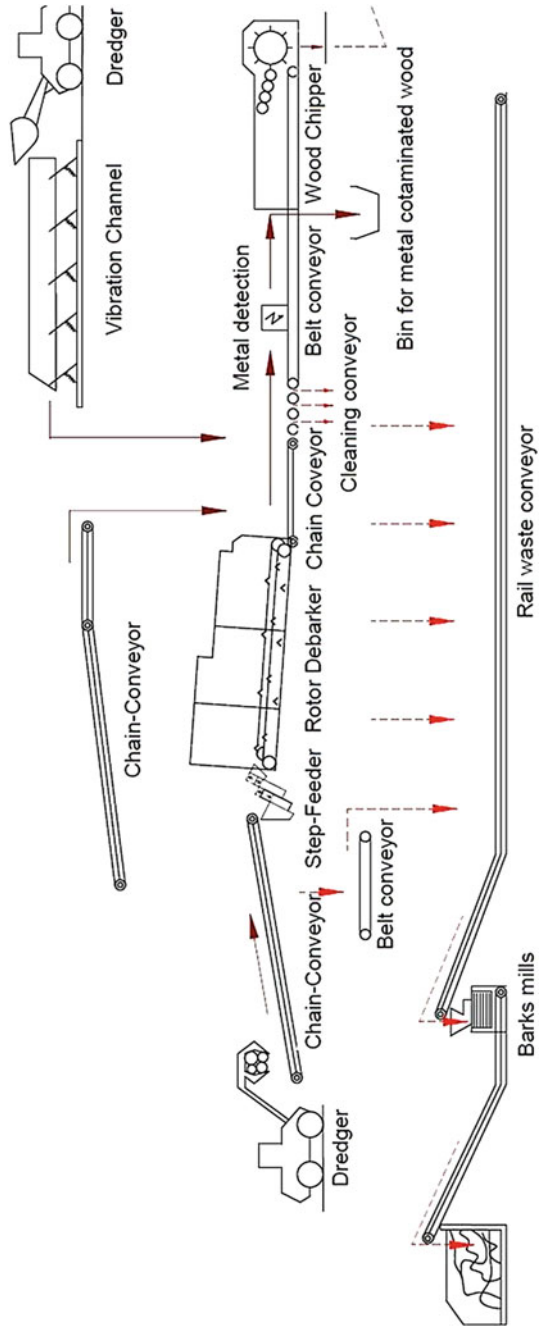 Dredger
Vibration Channel
Chain-Conveyor
Metal detection
Dredger
Chain-Conveyor
Step-Feeder
Rotor Debarker
Chain Coveyor
Belt conveyor
Wood Chipper
Cleaning conveyor
Bin for metal cotaminated wood
Belt conveyor
Rail waste conveyor
Barks mills